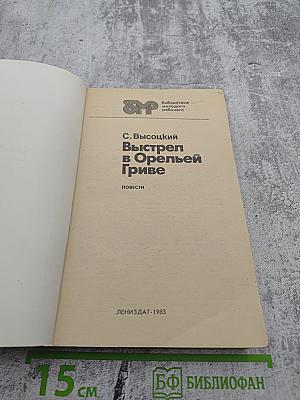 БМР
Библиотека
молодого
рабочего
С. Высоцкий
Выстрел
в Орельей
Гриве
ПОВЕСТИ
ЛЕНИЗДАТ·1983
15 см
БФ БИБЛИОФАН